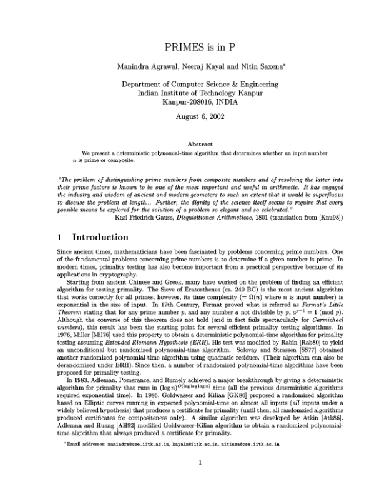 PRIMES is in P
Manindra Agrawal, Neeraj Kayal and Nitin Saxena*
Department of Computer Science & Engineering
Indian Institute of Technology Kanpur
Kanpur-208016, INDIA
August 6, 2002
Abstract
We present a deterministic polynomial-time algorithm that determines whether an input number
n is prime or composite.
"The problem of distinguishing prime numbers from composite numbers and of resolving the latter into
their prime factors is known to be one of the most important and useful in arithmetic. It has engaged
the industry and wisdom of ancient and modern geometers to such an extent that it would be superfluous
to discuss the problem at length... Further, the dignity of the science itself seems to require that every
possible means be explored for the solution of a problem so elegant and so celebrated."
- Karl Friedrich Gauss, Disquisitiones Arithmeticae, 1801 (translation from [Knu98])
1 Introduction
Since ancient times, mathematicians have been fascinated by problems concerning prime numbers. One
of the fundamental problems concerning prime numbers is to determine if a given number is prime. In
modern times, primality testing has also become important from a practical perspective because of its
applications in cryptography.
Starting from ancient Chinese and Greek, many have worked on the problem of finding an efficient
algorithm for testing primality. The Sieve of Eratosthenes (ca. 240 BC) is the most ancient algorithm
that works correctly for all primes, however, its time complexity (= Ω(n) where n is input number) is
exponential in the size of input. In 17th Century, Fermat proved what is referred to as Fermat's Little
Theorem stating that for any prime number p, and any number a not divisible by p, a^{p-1} = 1 (mod p).
Although the converse of this theorem does not hold (and in fact fails spectacularly for Carmichael
numbers), this result has been the starting point for several efficient primality testing algorithms. In
1976, Miller [Mil76] used this property to obtain a deterministic polynomial-time algorithm for primality
testing assuming Extended Riemann Hypothesis (ERH). His test was modified by Rabin [Rab80] to yield
an unconditional but randomized polynomial-time algorithm. Solovay and Strassen [SS77] obtained
another randomized polynomial-time algorithm using quadratic residues. (Their algorithm can also be
derandomized under ERH). Since then, a number of randomized polynomial-time algorithms have been
proposed for primality testing.
In 1983, Adleman, Pomerance, and Rumely achieved a major breakthrough by giving a deterministic
algorithm for primality that runs in (log n)^{O(log log log n)} time (all the previous deterministic algorithms
required exponential time). In 1986, Goldwasser and Kilian [GK86] proposed a randomized algorithm
based on Elliptic curves running in expected polynomial-time on almost all inputs (all inputs under a
widely believed hypothesis) that produces a certificate for primality (until then, all randomized algorithms
produced certificates for compositeness only). A similar algorithm was developed by Atkin [Atk86].
Adleman and Huang [AH92] modified Goldwasser-Kilian algorithm to obtain a randomized polynomial-
time algorithm that always produced a certificate for primality.
1